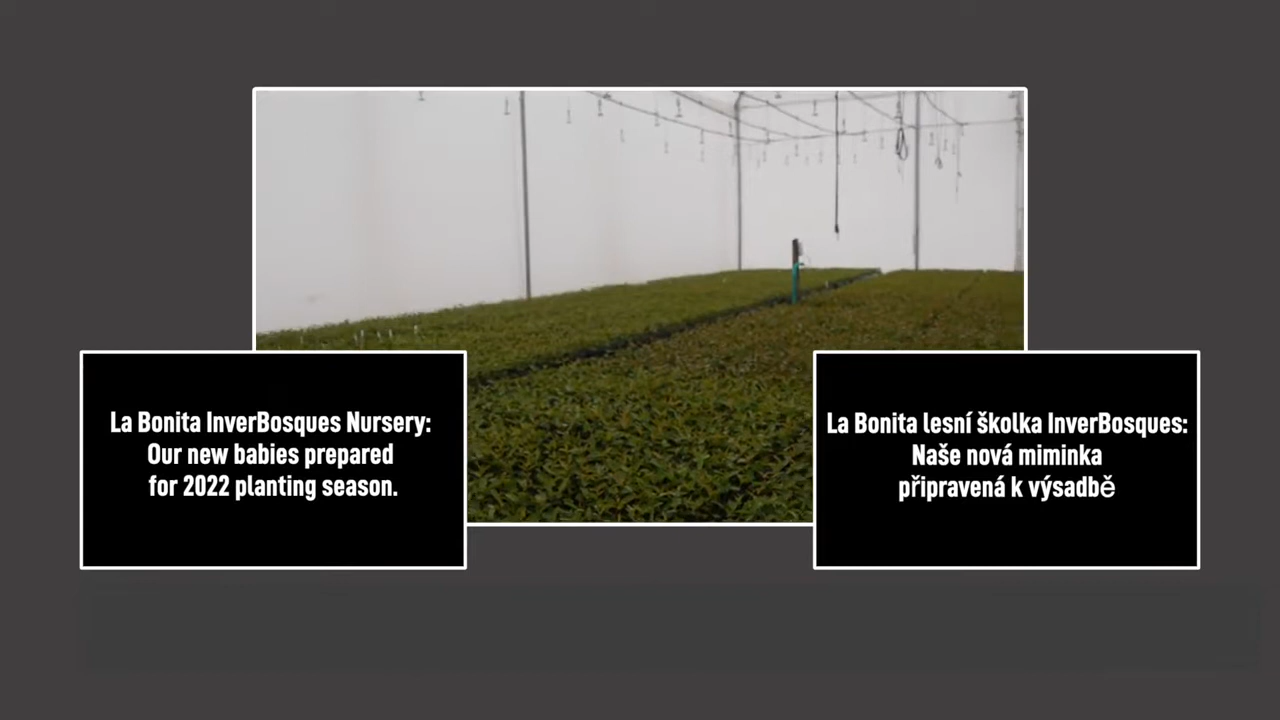 La Bonita InverBosques Nursery:
Our new babies prepared
for 2022 planting season.
La Bonita lesní školka InverBosques:
Naše nová miminka
připravená k výsadbě